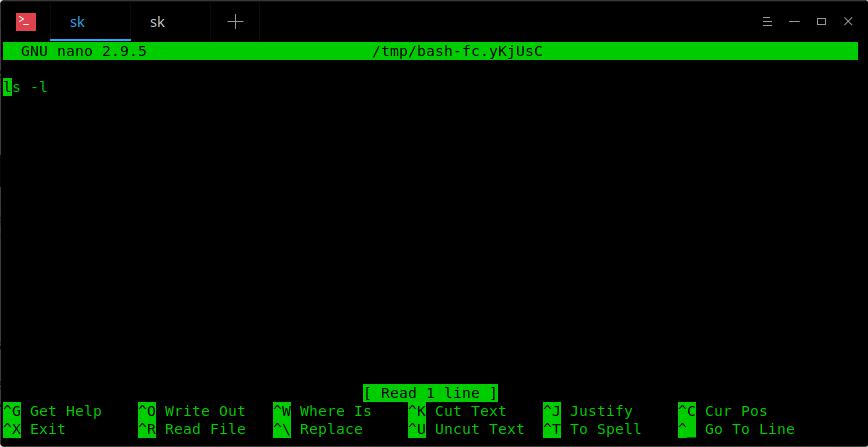 sk sk
GNU nano 2.9.5 /tmp/bash-fc.yKjUsC
ls -l
[ Read 1 line ]
^G Get Help ^O Write Out ^W Where Is ^K Cut Text ^J Justify ^C Cur Pos
^X Exit ^R Read File ^\ Replace ^U Uncut Text ^T To Spell ^_ Go To Line